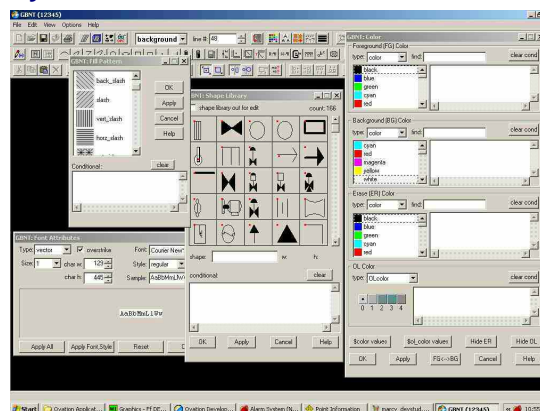 GBNT (12345)
File Edit View Options Help
background line #: 48
GBNT: Fill Pattern
back_slash
slash
vert_slash
horz_slash
OK
Apply
Cancel
Help
Conditional: clear
GBNT: Shape Library
shape library out for edit count: 166
shape: w: h:
conditional: clear
OK Apply Cancel Help
GBNT: Font Attributes
Type: vector overstrike Font: Courier New
Size: 1 char w: 129 Style: regular
char h: 445 Sample: AaBbMmLlW
AaBbMmLlWw
Apply All Apply Font,Style Reset
GBNT: Color
Foreground (FG) Color
type: color find: clear cond
black
blue
green
cyan
red
Background (BG) Color
type: color find: clear cond
cyan
red
magenta
yellow
white
Erase (ER) Color
type: color find: clear cond
black
blue
green
cyan
red
OL Color
type: OLcolor clear cond
0 1 2 3 4
$color values $ol_color values Hide ER Hide OL
OK Apply FG<-->BG Cancel Help
Start Ovation Applicat... Graphics - FF DE... Ovation Develop... Alarm System (N... Point Information marcy_devstud... GBNT (12345) 10:55